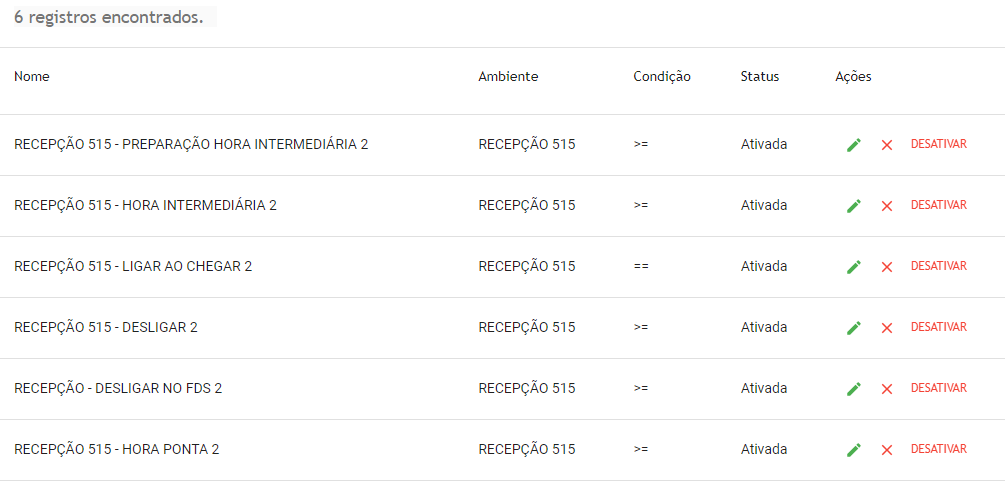 6 registros encontrados.
Nome Ambiente Condição Status Ações
RECEPÇÃO 515 - PREPARAÇÃO HORA INTERMEDIÁRIA 2 RECEPÇÃO 515 >= Ativada DESATIVAR
RECEPÇÃO 515 - HORA INTERMEDIÁRIA 2 RECEPÇÃO 515 >= Ativada DESATIVAR
RECEPÇÃO 515 - LIGAR AO CHEGAR 2 RECEPÇÃO 515 == Ativada DESATIVAR
RECEPÇÃO 515 - DESLIGAR 2 RECEPÇÃO 515 >= Ativada DESATIVAR
RECEPÇÃO - DESLIGAR NO FDS 2 RECEPÇÃO 515 >= Ativada DESATIVAR
RECEPÇÃO 515 - HORA PONTA 2 RECEPÇÃO 515 >= Ativada DESATIVAR